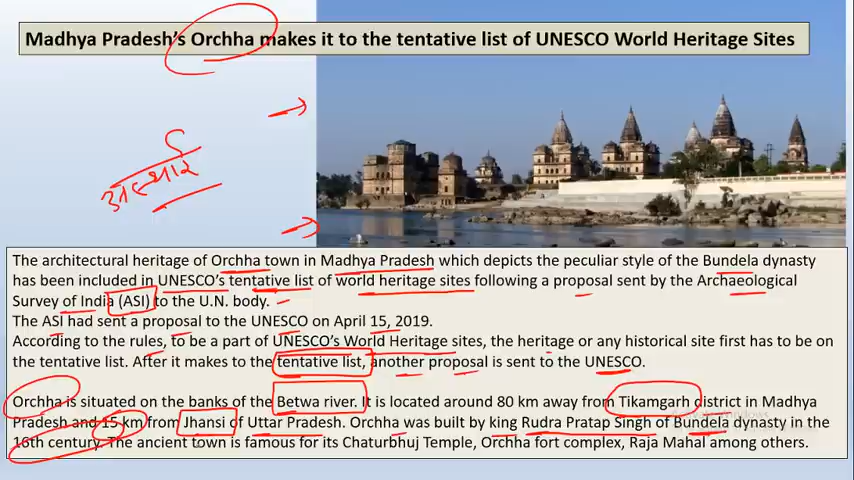 Madhya Pradesh's Orchha makes it to the tentative list of UNESCO World Heritage Sites
The architectural heritage of Orchha town in Madhya Pradesh which depicts the peculiar style of the Bundela dynasty
has been included in UNESCO's tentative list of world heritage sites following a proposal sent by the Archaeological
Survey of India (ASI) to the U.N. body.
The ASI had sent a proposal to the UNESCO on April 15, 2019.
According to the rules, to be a part of UNESCO's World Heritage sites, the heritage or any historical site first has to be on
the tentative list. After it makes to the tentative list, another proposal is sent to the UNESCO.
Orchha is situated on the banks of the Betwa river. It is located around 80 km away from Tikamgarh district in Madhya
Pradesh and 15 km from Jhansi of Uttar Pradesh. Orchha was built by king Rudra Pratap Singh of Bundela dynasty in the
16th century. The ancient town is famous for its Chaturbhuj Temple, Orchha fort complex, Raja Mahal among others.